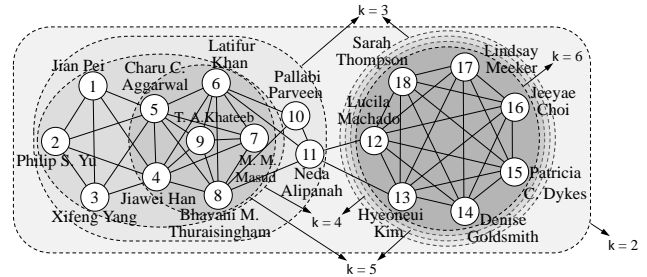 k = 3
Latifur
Khan
Sarah
Thompson
Lindsay
Meeker
k = 6
Jian Pei
Charu C.
Aggarwal
Pallabi
Parveen
Jeeyae
Choi
Lucila
Machado
1
6
18
17
16
5
T. A.Khateeb
10
2
9
7
12
11
Philip S. Yu
M. M.
Masud
Neda
Alipanah
15
Patricia
C. Dykes
4
3
8
13
14
Jiawei Han
Xifeng Yang
Bhavani M.
Thuraisingham
Hyeoneui
Kim
Denise
Goldsmith
k = 4
k = 2
k = 5